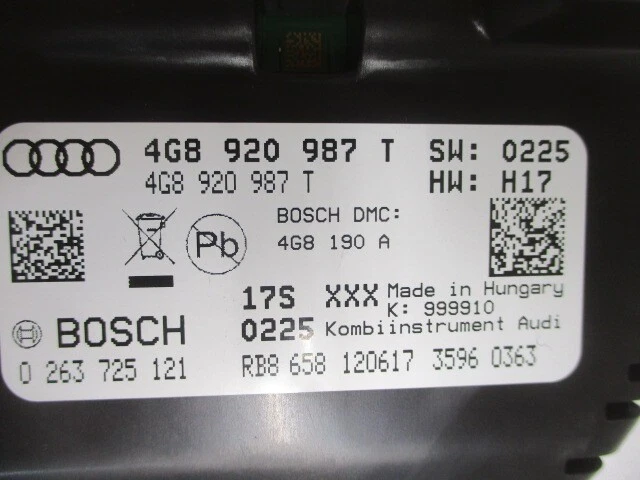 4G8 920 987 T SW: 0225
4G8 920 987 T HW: H17
BOSCH DMC:
Pb
4G8 190 A
17S XXX Made in Hungary
K: 999910
BOSCH 0225 Kombiinstrument Audi
0 263 725 121 RB8 658 120617 3596 0363